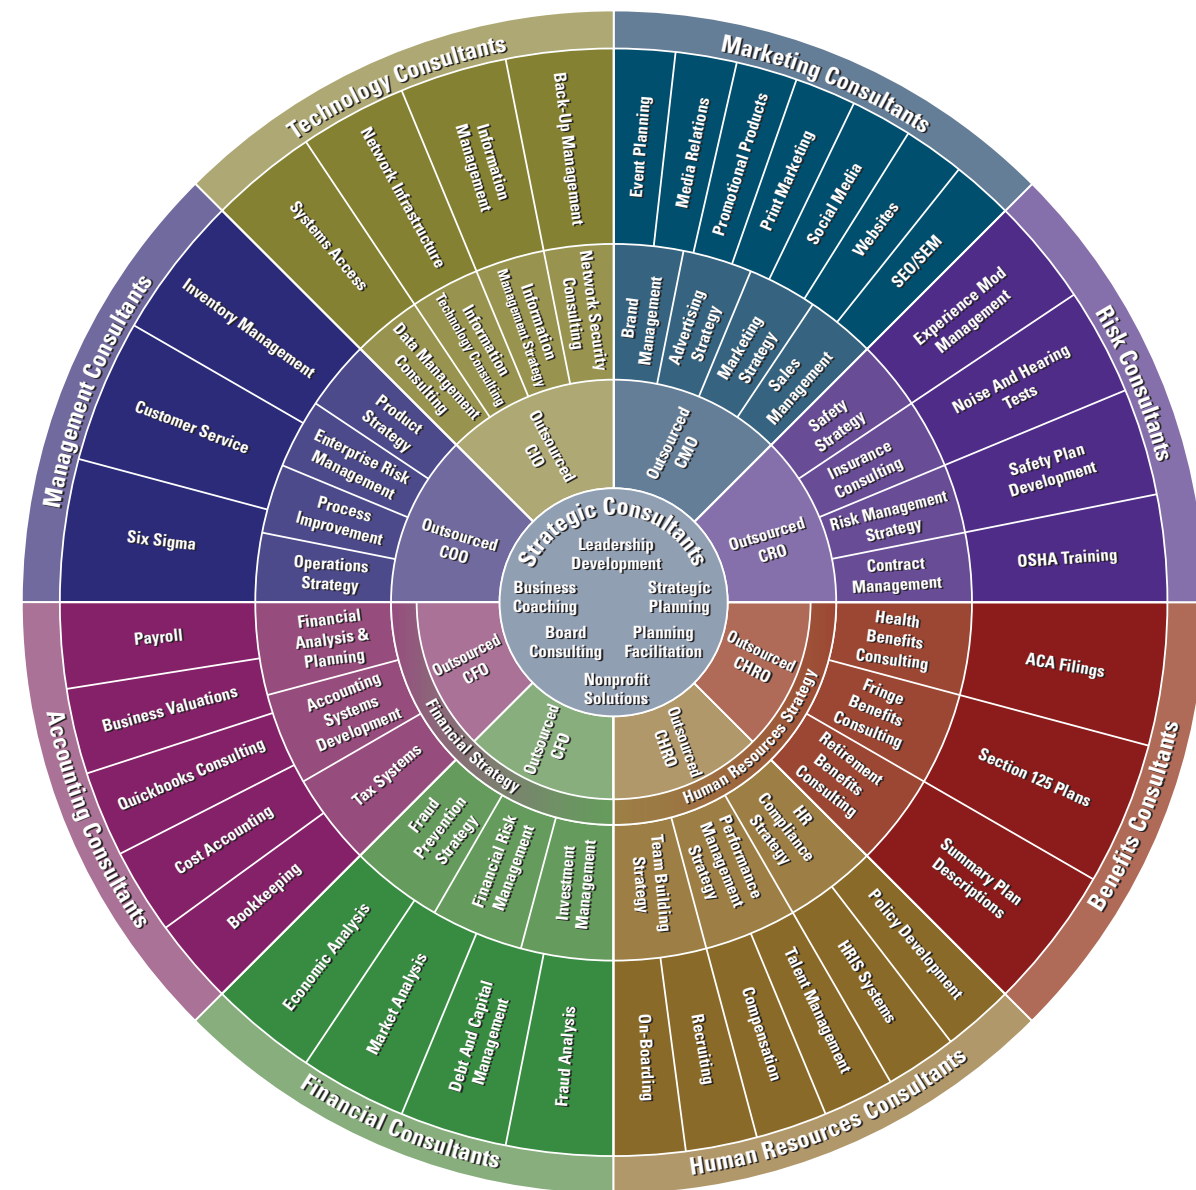 Technology Consultants
Systems Access
Network Infrastructure
Information
Management
Back-Up Management
Data Management
Consulting
Information
Technology Consulting
Information
Management Strategy
Network Security
Consulting
Outsourced
CIO
Marketing Consultants
Event Planning
Media Relations
Promotional Products
Print Marketing
Social Media
Websites
SEO/SEM
Brand
Management
Advertising
Strategy
Marketing
Strategy
Sales
Management
Outsourced
CMO
Risk Consultants
Experience Mod
Management
Noise And Hearing
Tests
Safety Plan
Development
OSHA Training
Safety
Strategy
Insurance
Consulting
Risk Management
Strategy
Contract
Management
Outsourced
CRO
Benefits Consultants
ACA Filings
Section 125 Plans
Summary Plan
Descriptions
Health
Benefits
Consulting
Fringe
Benefits
Consulting
Retirement
Benefits
Consulting
Outsourced
CHRO
Human Resources Strategy
Human Resources Consultants
Policy Development
HRIS Systems
Talent Management
Compensation
Recruiting
On-Boarding
HR
Compliance
Strategy
Performance
Management
Strategy
Team Building
Strategy
Outsourced
CHRO
Financial Consultants
Fraud Analysis
Debt And Capital
Management
Market Analysis
Economic Analysis
Investment
Management
Financial Risk
Management
Fraud
Prevention
Strategy
Outsourced
CFO
Financial Strategy
Accounting Consultants
Bookkeeping
Cost Accounting
Quickbooks Consulting
Business Valuations
Payroll
Tax Systems
Accounting
Systems
Development
Financial
Analysis &
Planning
Outsourced
CFO
Management Consultants
Six Sigma
Customer Service
Inventory Management
Operations
Strategy
Process
Improvement
Enterprise Risk
Management
Product
Strategy
Outsourced
COO
Strategic Consultants
Leadership
Development
Business
Coaching
Strategic
Planning
Board
Consulting
Planning
Facilitation
Nonprofit
Solutions